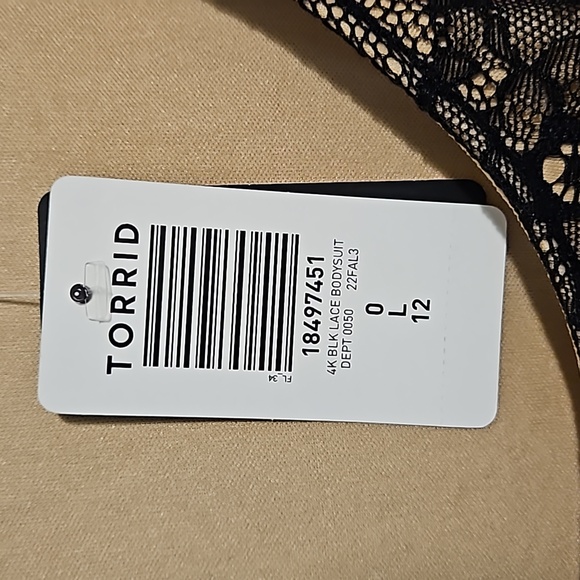 TORRID
FL_34
18497451
4K BLK LACE BODYSUIT
DEPT 0050 22FAL3
0
L
12